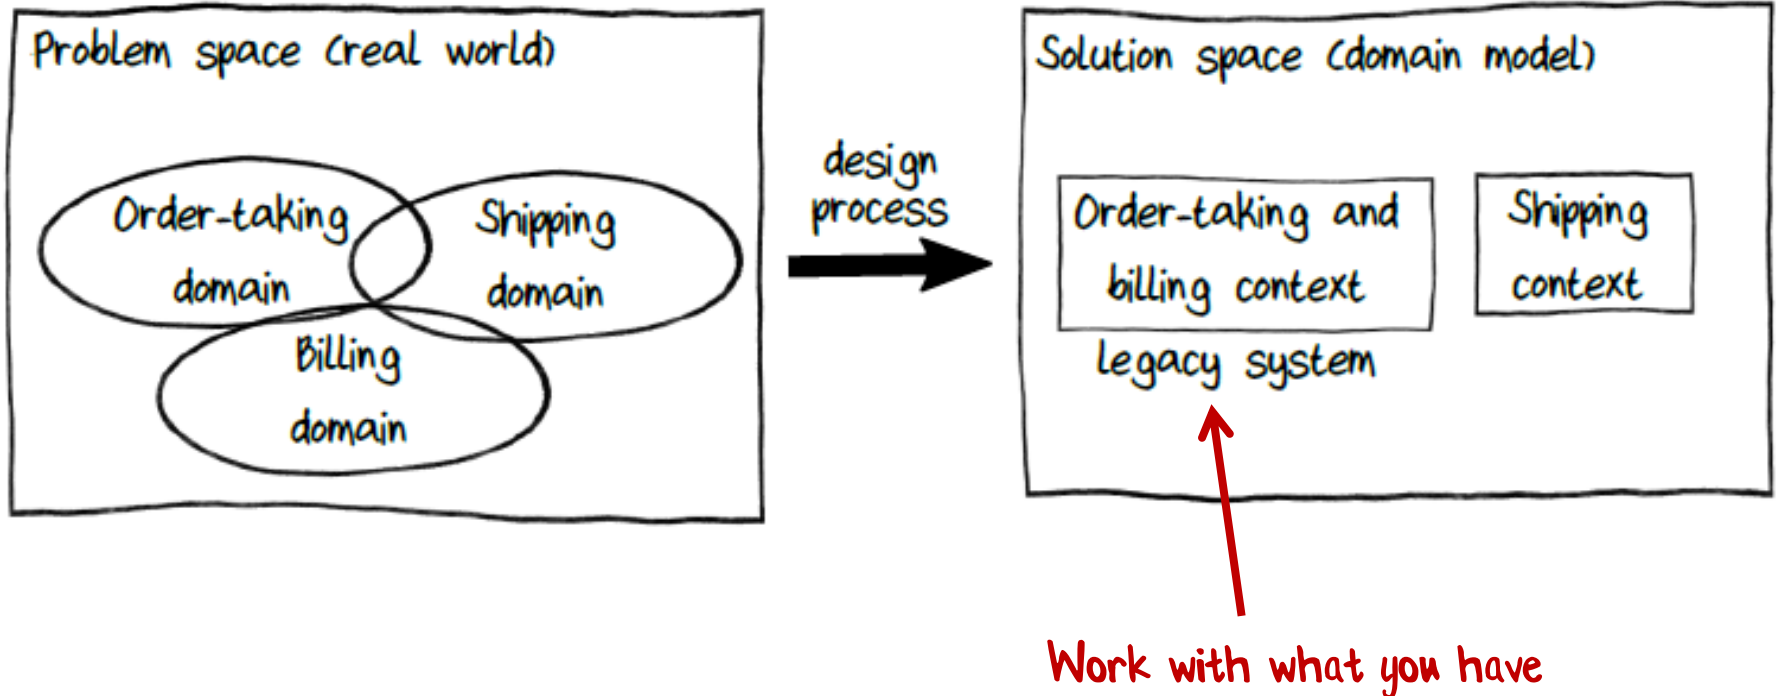 Problem space (real world)
Order-taking
domain
Shipping
domain
Billing
domain
design
process
Solution space (domain model)
Order-taking and
billing context
legacy system
Shipping
context
Work with what you have